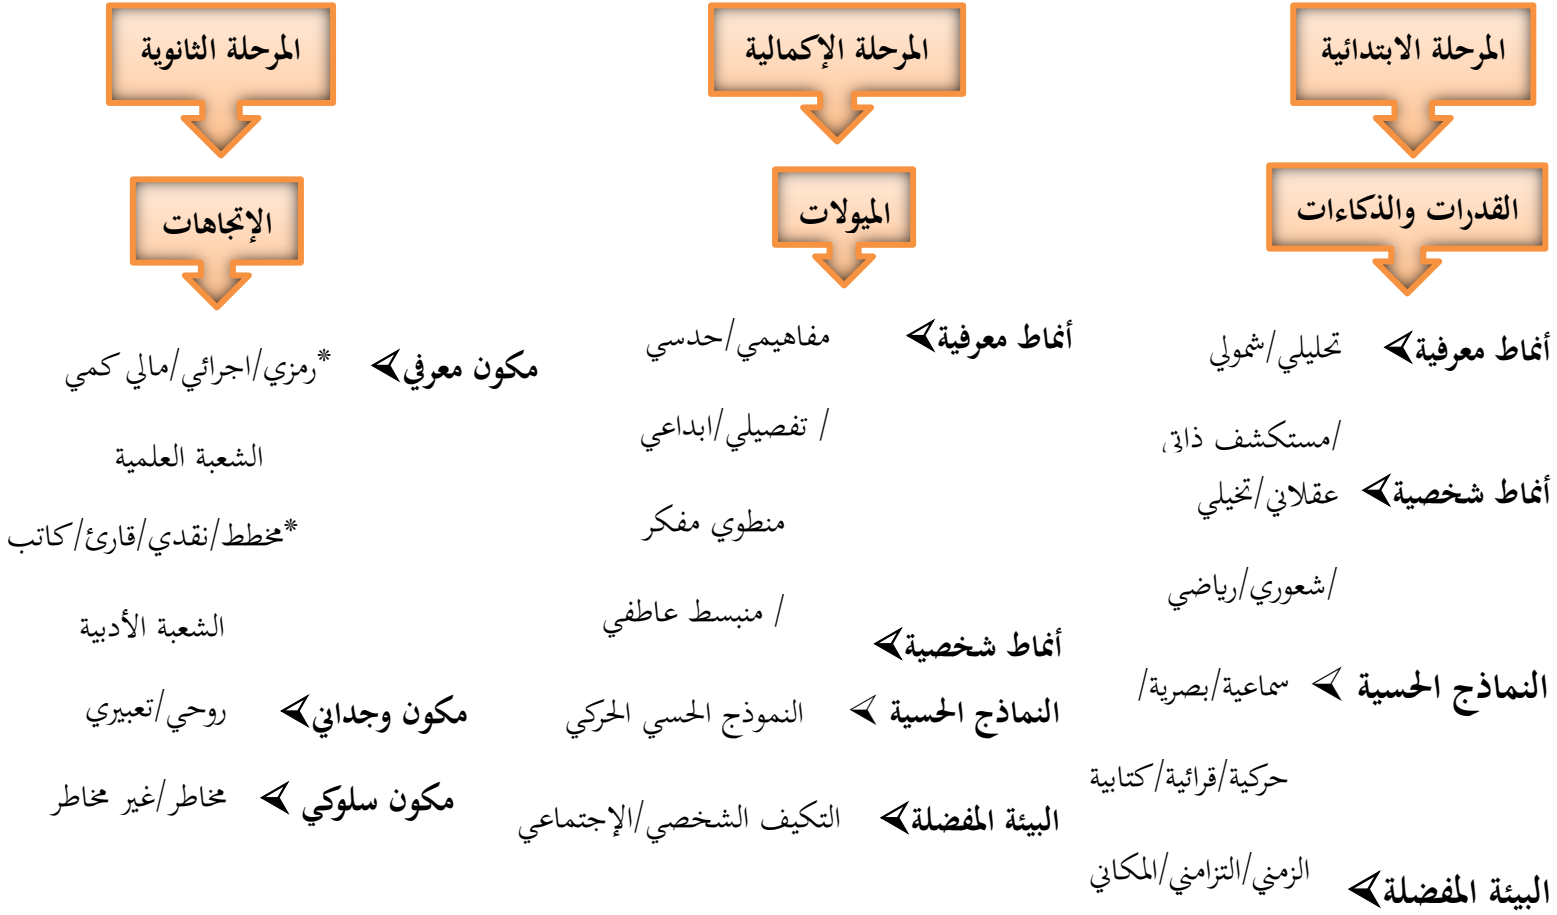 المرحلة الابتدائية
القدرات والذكاءات
أنماط معرفية⮜ تحليلي/شمولي
/مستكشف ذاتي
أنماط شخصية⮜ عقلاني/تخيلي
/شعوري/رياضي
النماذج الحسية ⮜ سماعية/بصرية/
حركية/قرائية/كتابية
البيئة المفضلة⮜ الزمني/التزامني/المكاني
المرحلة الإكمالية
الميولات
أنماط معرفية⮜ مفاهيمي/حدسي
/ تفصيلي/ابداعي
منطوي مفكر
/ منبسط عاطفي
أنماط شخصية⮜
النماذج الحسية ⮜ النموذج الحسي الحركي
البيئة المفضلة⮜ التكيف الشخصي/الإجتماعي
المرحلة الثانوية
الإتجاهات
مكون معرفي⮜ *رمزي/اجرائي/مالي كمي
الشعبة العلمية
*مخطط/نقدي/قارئ/كاتب
الشعبة الأدبية
مكون وجداني⮜ روحي/تعبيري
مكون سلوكي ⮜ مخاطر/غير مخاطر